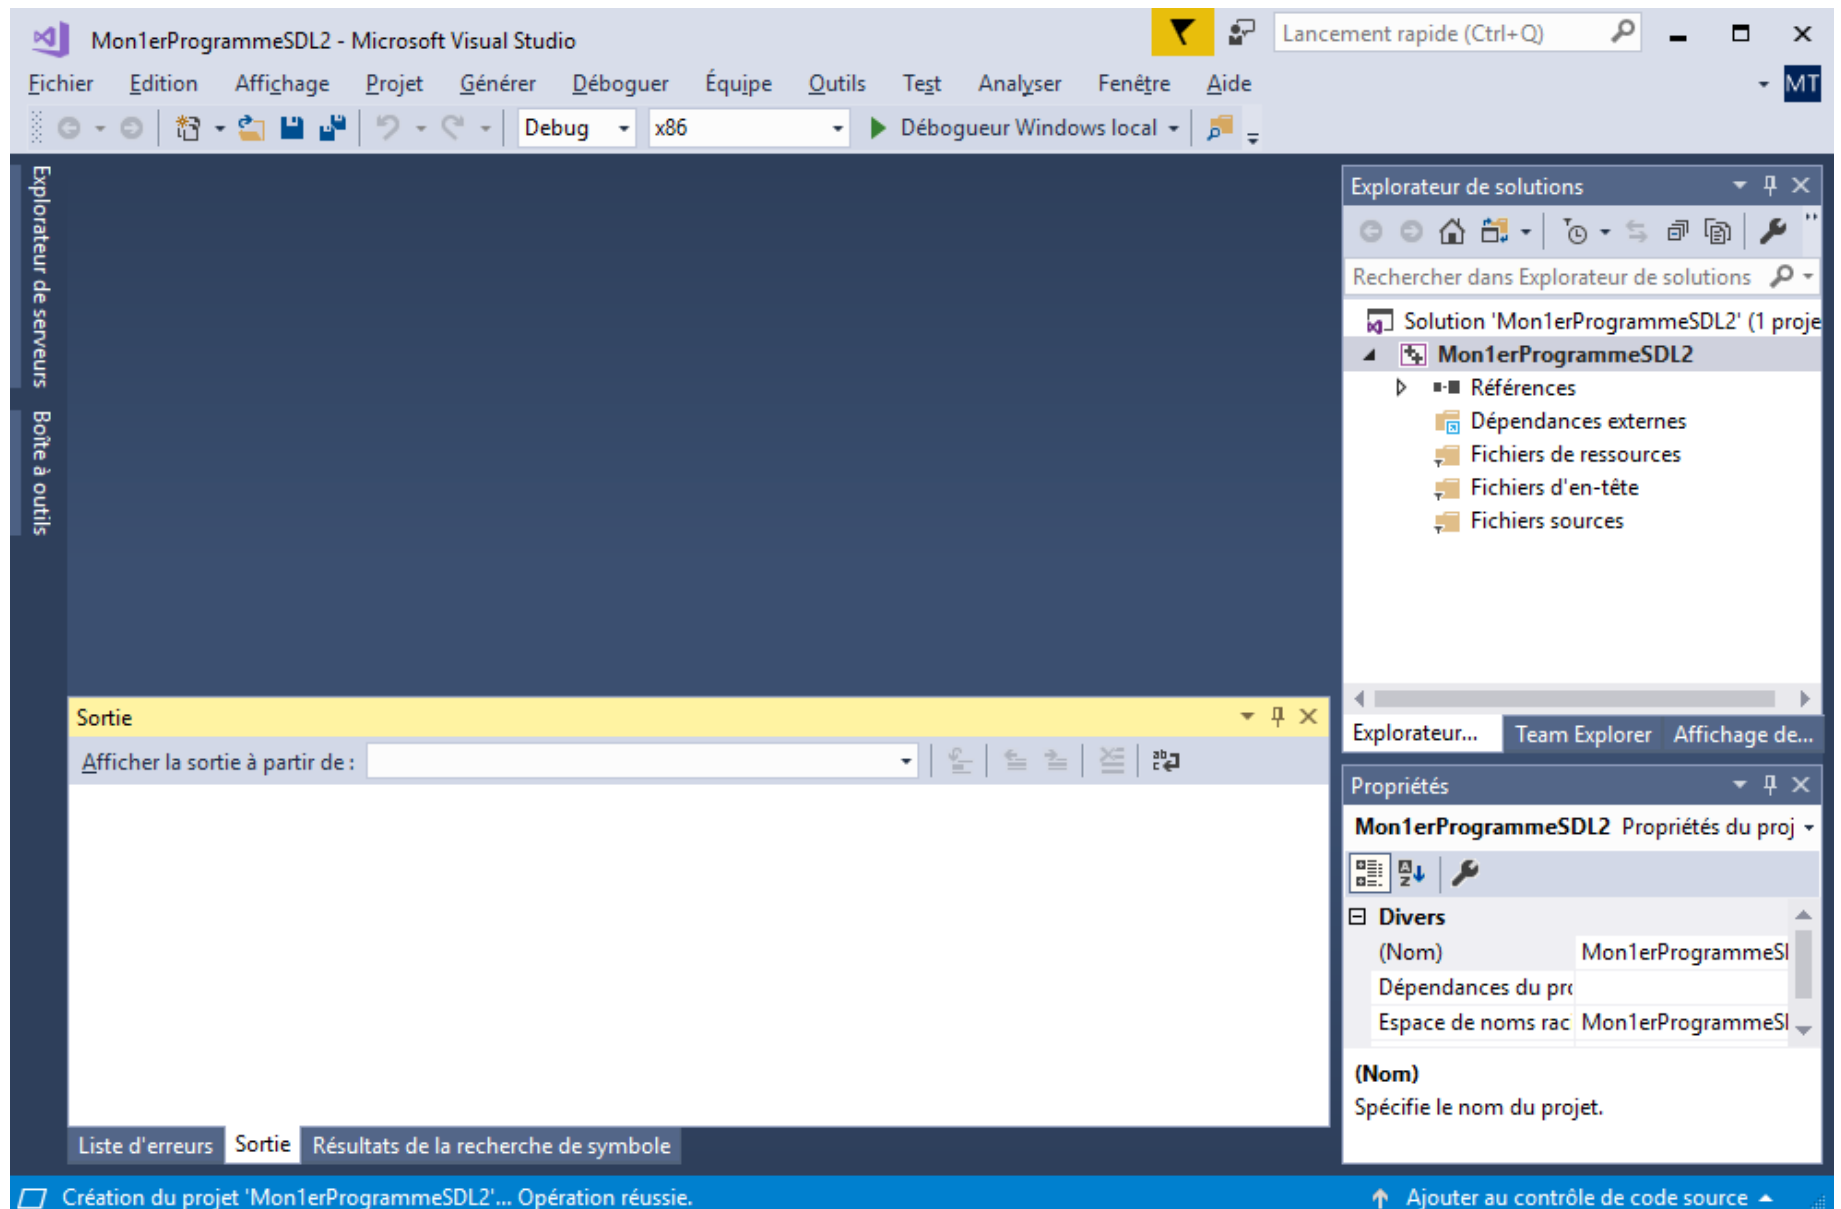 Mon1erProgrammeSDL2 - Microsoft Visual Studio
Lancement rapide (Ctrl+Q)
Fichier Edition Affichage Projet Générer Déboguer Équipe Outils Test Analyser Fenêtre Aide
MT
Debug x86 Débogueur Windows local
Explorateur de serveurs
Boîte à outils
Explorateur de solutions
Rechercher dans Explorateur de solutions
Solution 'Mon1erProgrammeSDL2' (1 proje
Mon1erProgrammeSDL2
Références
Dépendances externes
Fichiers de ressources
Fichiers d'en-tête
Fichiers sources
Explorateur... Team Explorer Affichage de...
Sortie
Afficher la sortie à partir de :
Liste d'erreurs Sortie Résultats de la recherche de symbole
Propriétés
Mon1erProgrammeSDL2 Propriétés du proj
Divers
(Nom) Mon1erProgrammeS
Dépendances du pro
Espace de noms rac Mon1erProgrammeS
(Nom)
Spécifie le nom du projet.
Création du projet 'Mon1erProgrammeSDL2'... Opération réussie.
Ajouter au contrôle de code source